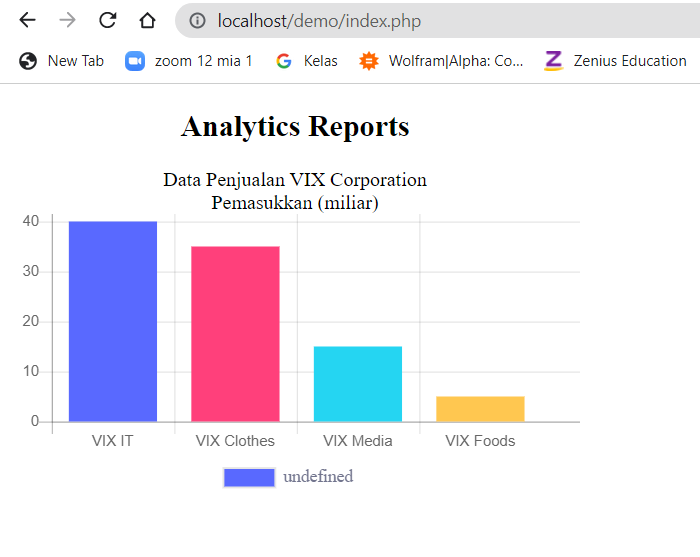 localhost/demo/index.php
New Tab zoom 12 mia 1 Kelas Wolfram|Alpha: Co... Zenius Education
Analytics Reports
Data Penjualan VIX Corporation
Pemasukkan (miliar)
40
30
20
10
0
VIX IT VIX Clothes VIX Media VIX Foods
undefined